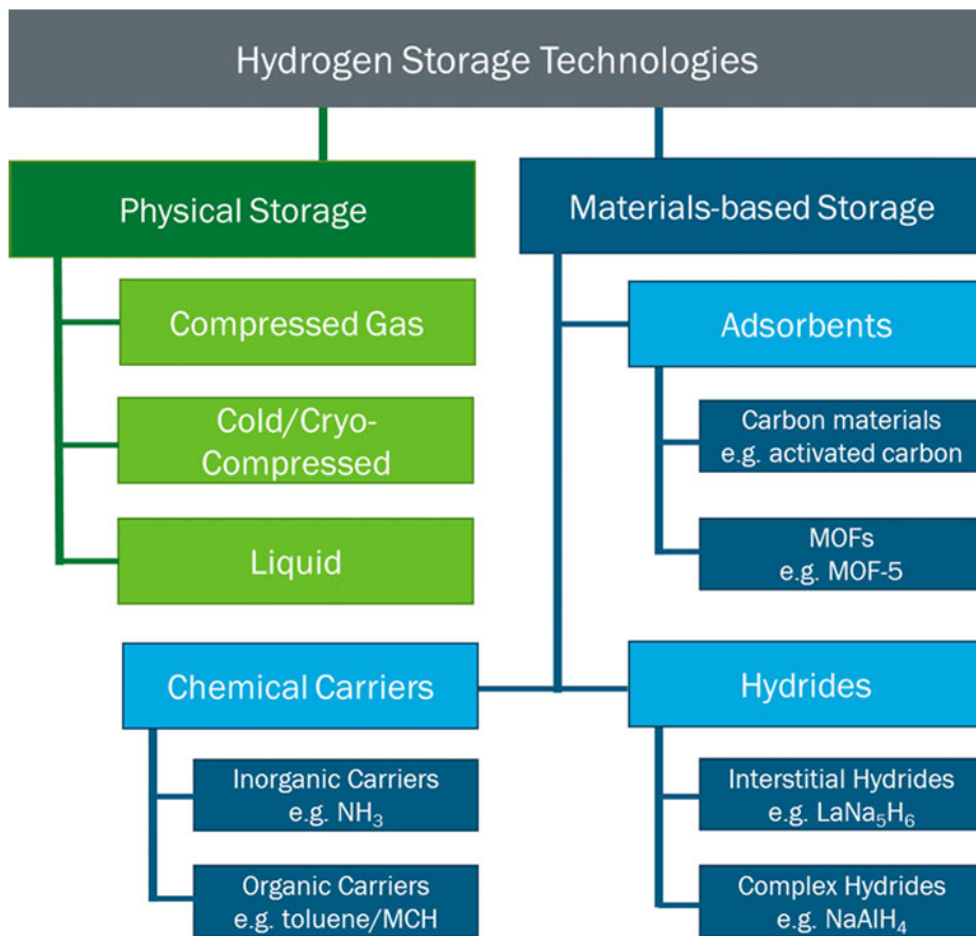 Hydrogen Storage Technologies
Physical Storage
Compressed Gas
Cold/Cryo-
Compressed
Liquid
Materials-based Storage
Adsorbents
Carbon materials
e.g. activated carbon
MOFs
e.g. MOF-5
Chemical Carriers
Inorganic Carriers
e.g. NH₃
Organic Carriers
e.g. toluene/MCH
Hydrides
Interstitial Hydrides
e.g. LaNa₅H₆
Complex Hydrides
e.g. NaAlH₄